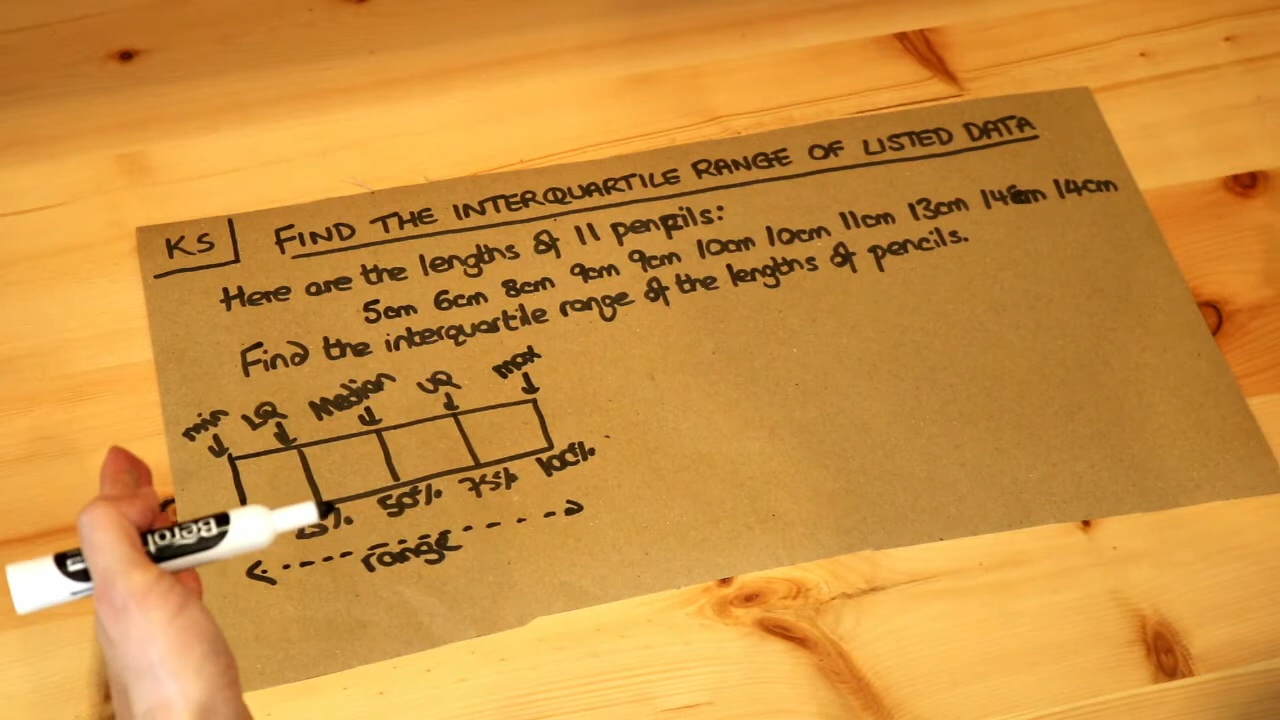 KS FIND THE INTERQUARTILE RANGE OF LISTED DATA
Here are the lengths of 11 pencils:
5cm 6cm 8cm 9cm 9cm 10cm 10cm 11cm 13cm 14cm 14cm
Find the interquartile range of the lengths of pencils.
min LQ Median UQ max
50% 75% 100%
range
Berol